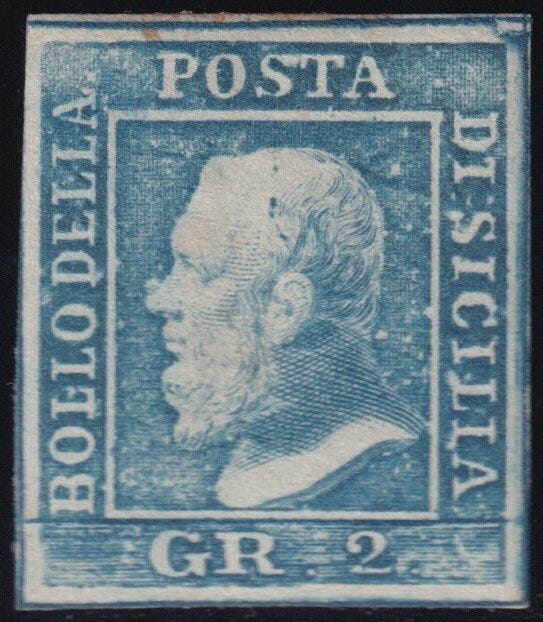 BOLLO DELLA
POSTA
DI SICILIA
GR. 2.